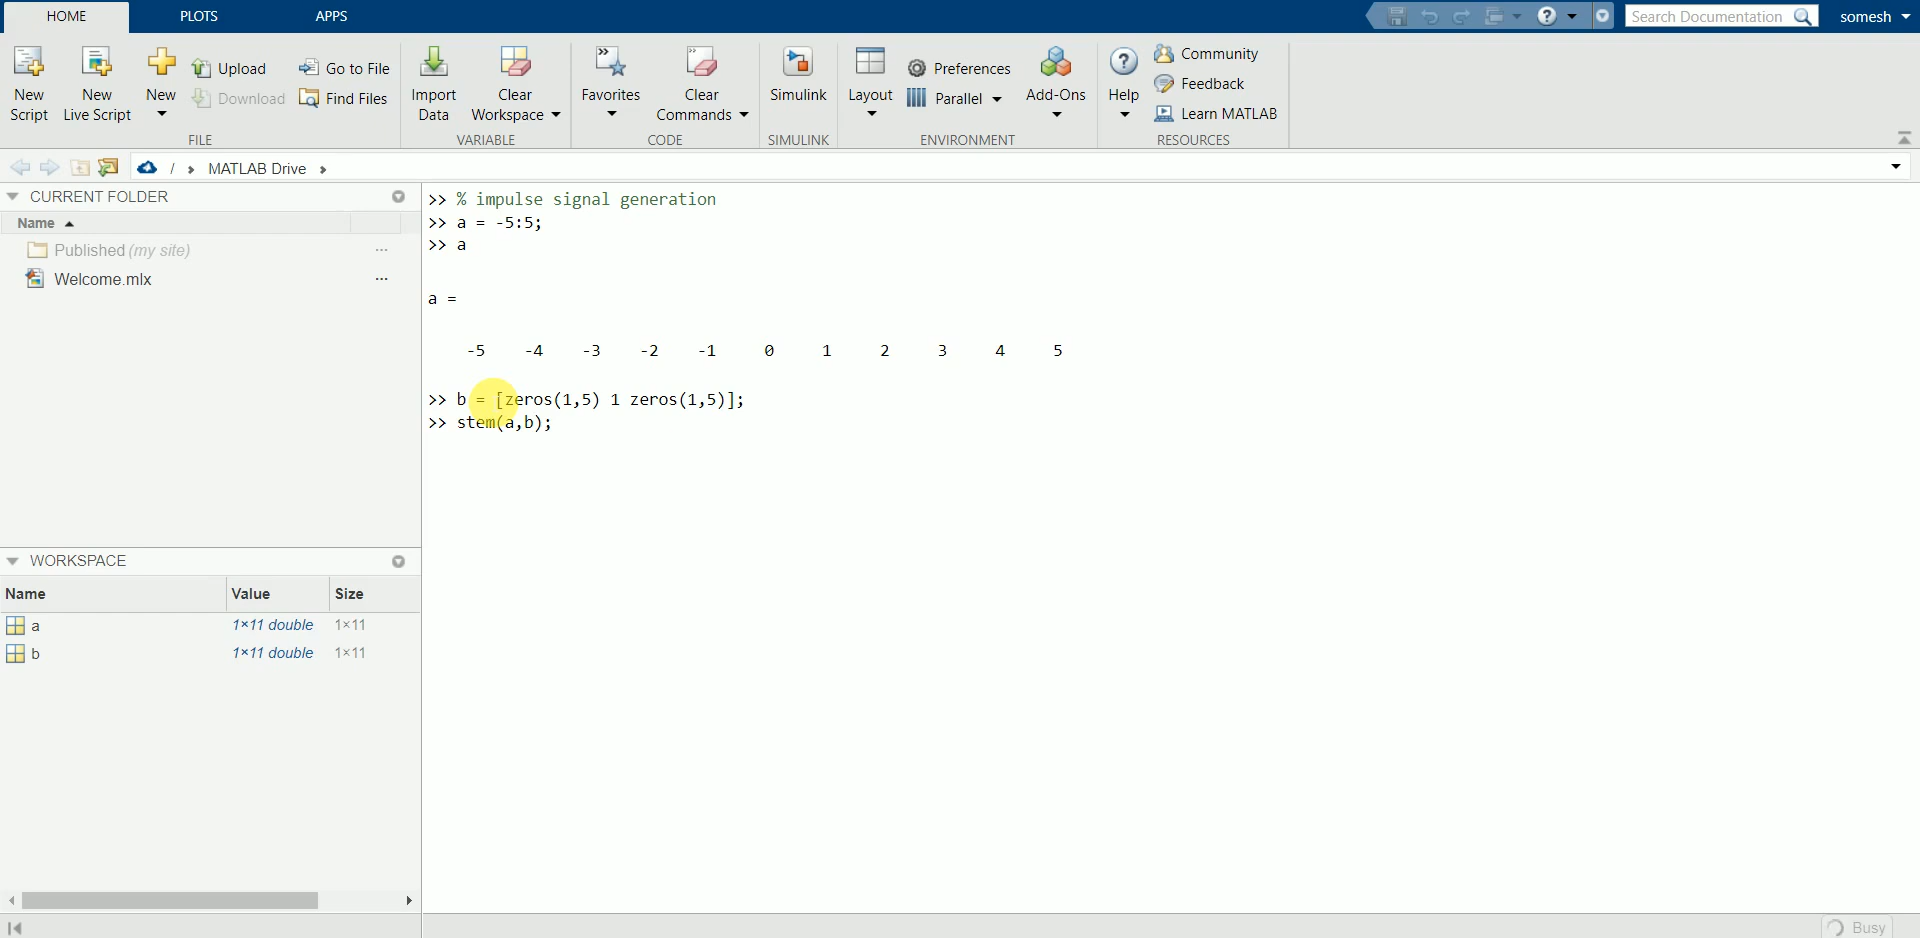 HOME PLOTS APPS
Search Documentation somesh
New Script
New Live Script
New
Upload
Download
Go to File
Find Files
FILE
Import Data
Clear Workspace
VARIABLE
Favorites
Clear Commands
CODE
Simulink
SIMULINK
Layout
Preferences
Parallel
Add-Ons
ENVIRONMENT
Help
Community
Feedback
Learn MATLAB
RESOURCES
/ MATLAB Drive
CURRENT FOLDER
Name
Published (my site)
Welcome.mlx
>> % impulse signal generation
>> a = -5:5;
>> a
a =
-5 -4 -3 -2 -1 0 1 2 3 4 5
>> b = [zeros(1,5) 1 zeros(1,5)];
>> stem(a,b);
WORKSPACE
Name Value Size
a 1×11 double 1×11
b 1×11 double 1×11
Busy